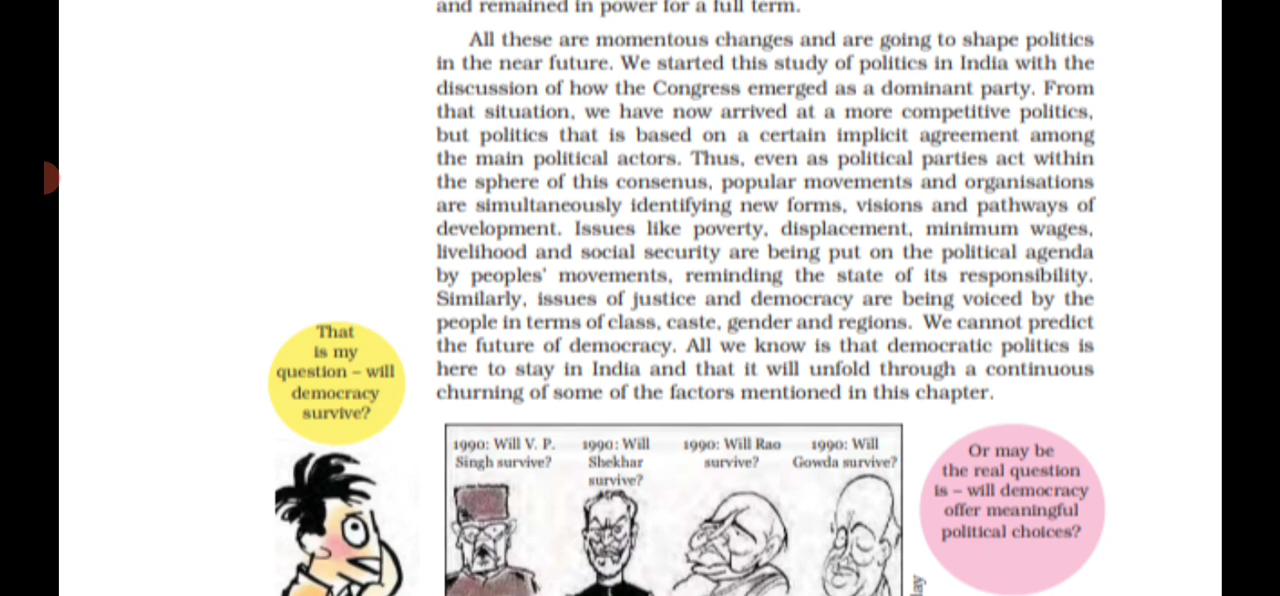 and remained in power for a full term.
All these are momentous changes and are going to shape politics
in the near future. We started this study of politics in India with the
discussion of how the Congress emerged as a dominant party. From
that situation, we have now arrived at a more competitive politics,
but politics that is based on a certain implicit agreement among
the main political actors. Thus, even as political parties act within
the sphere of this consenus, popular movements and organisations
are simultaneously identifying new forms, visions and pathways of
development. Issues like poverty, displacement, minimum wages,
livelihood and social security are being put on the political agenda
by peoples' movements, reminding the state of its responsibility.
Similarly, issues of justice and democracy are being voiced by the
people in terms of class, caste, gender and regions. We cannot predict
the future of democracy. All we know is that democratic politics is
here to stay in India and that it will unfold through a continuous
churning of some of the factors mentioned in this chapter.
That
is my
question – will
democracy
survive?
1990: Will V. P.
Singh survive?
1990: Will
Shekhar
survive?
1990: Will Rao
survive?
1990: Will
Gowda survive?
Or may be
the real question
is – will democracy
offer meaningful
political choices?